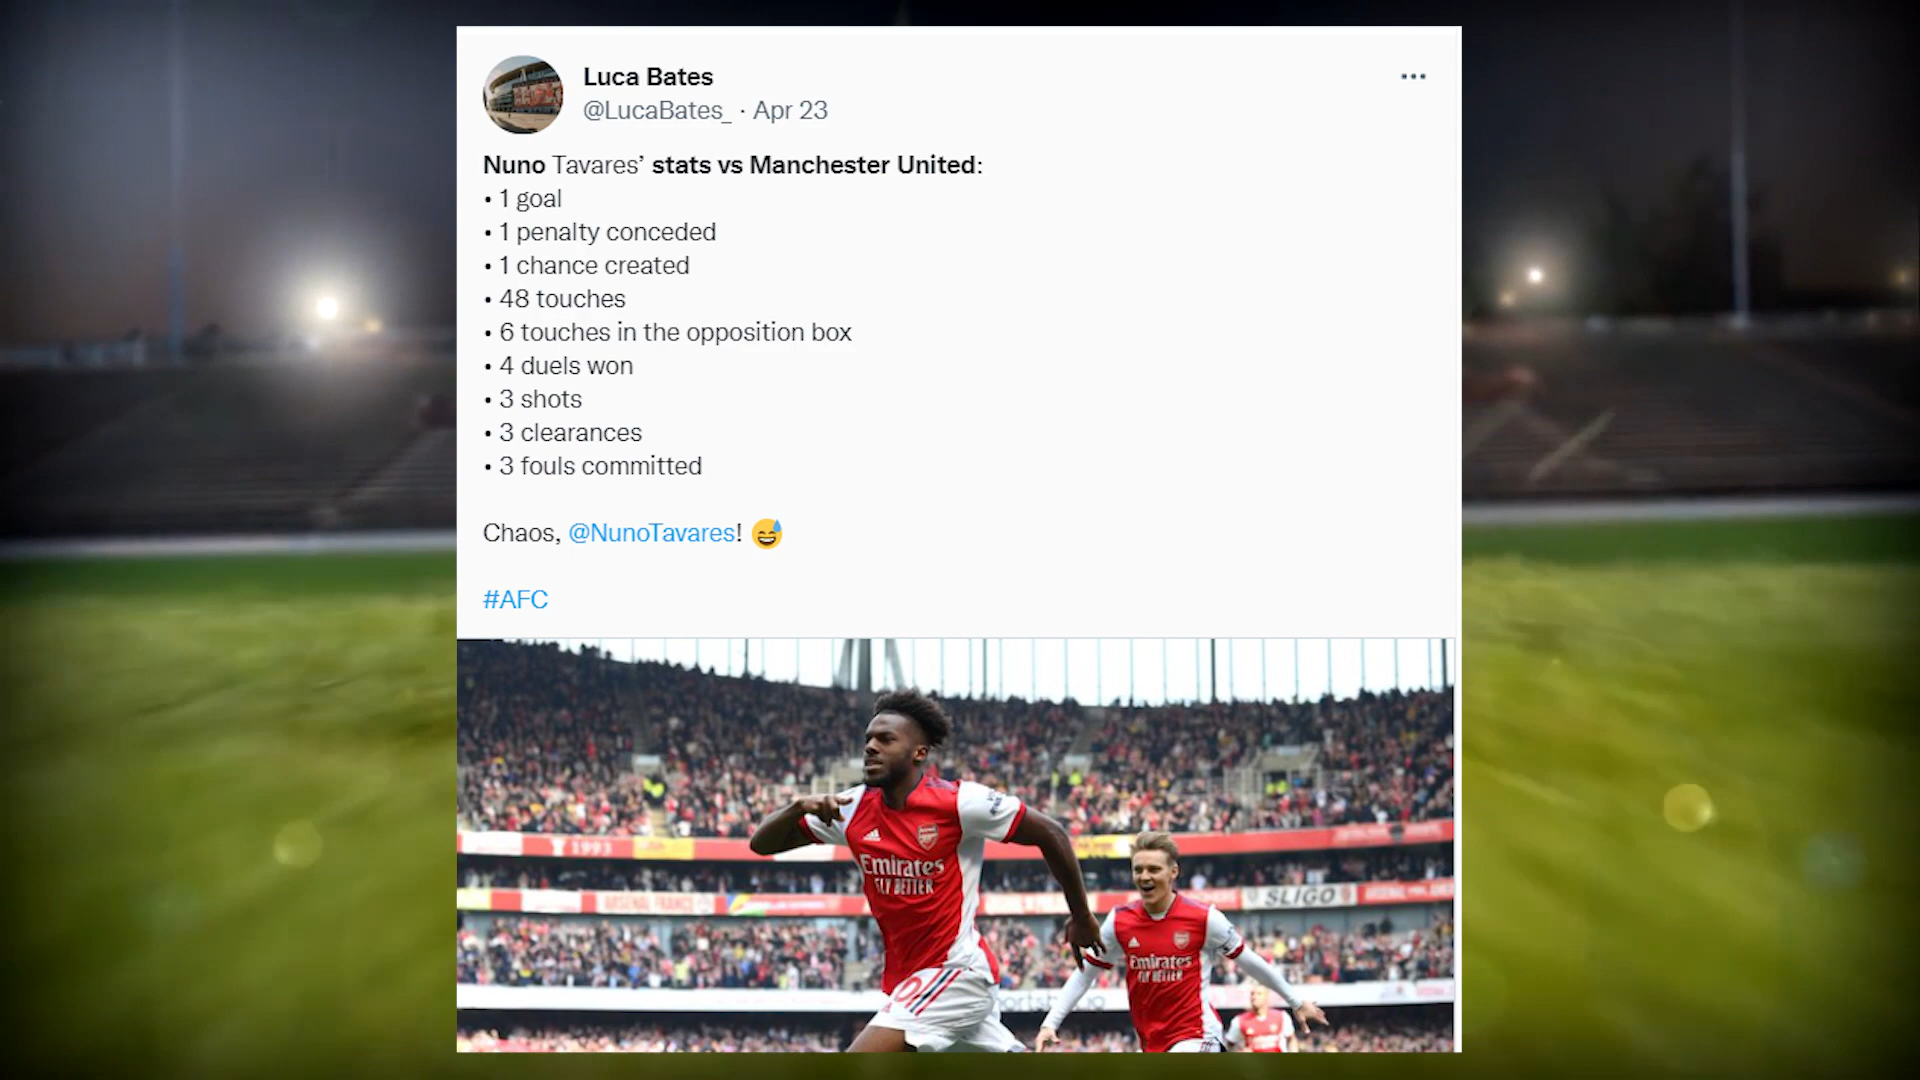 Luca Bates
@LucaBates_ · Apr 23
Nuno Tavares’ stats vs Manchester United:
• 1 goal
• 1 penalty conceded
• 1 chance created
• 48 touches
• 6 touches in the opposition box
• 4 duels won
• 3 shots
• 3 clearances
• 3 fouls committed
Chaos, @NunoTavares! 😅
#AFC
1993
Emirates
FLY BETTER
ARSENAL FRANCE
SLIGO
Emirates
FLY BETTER